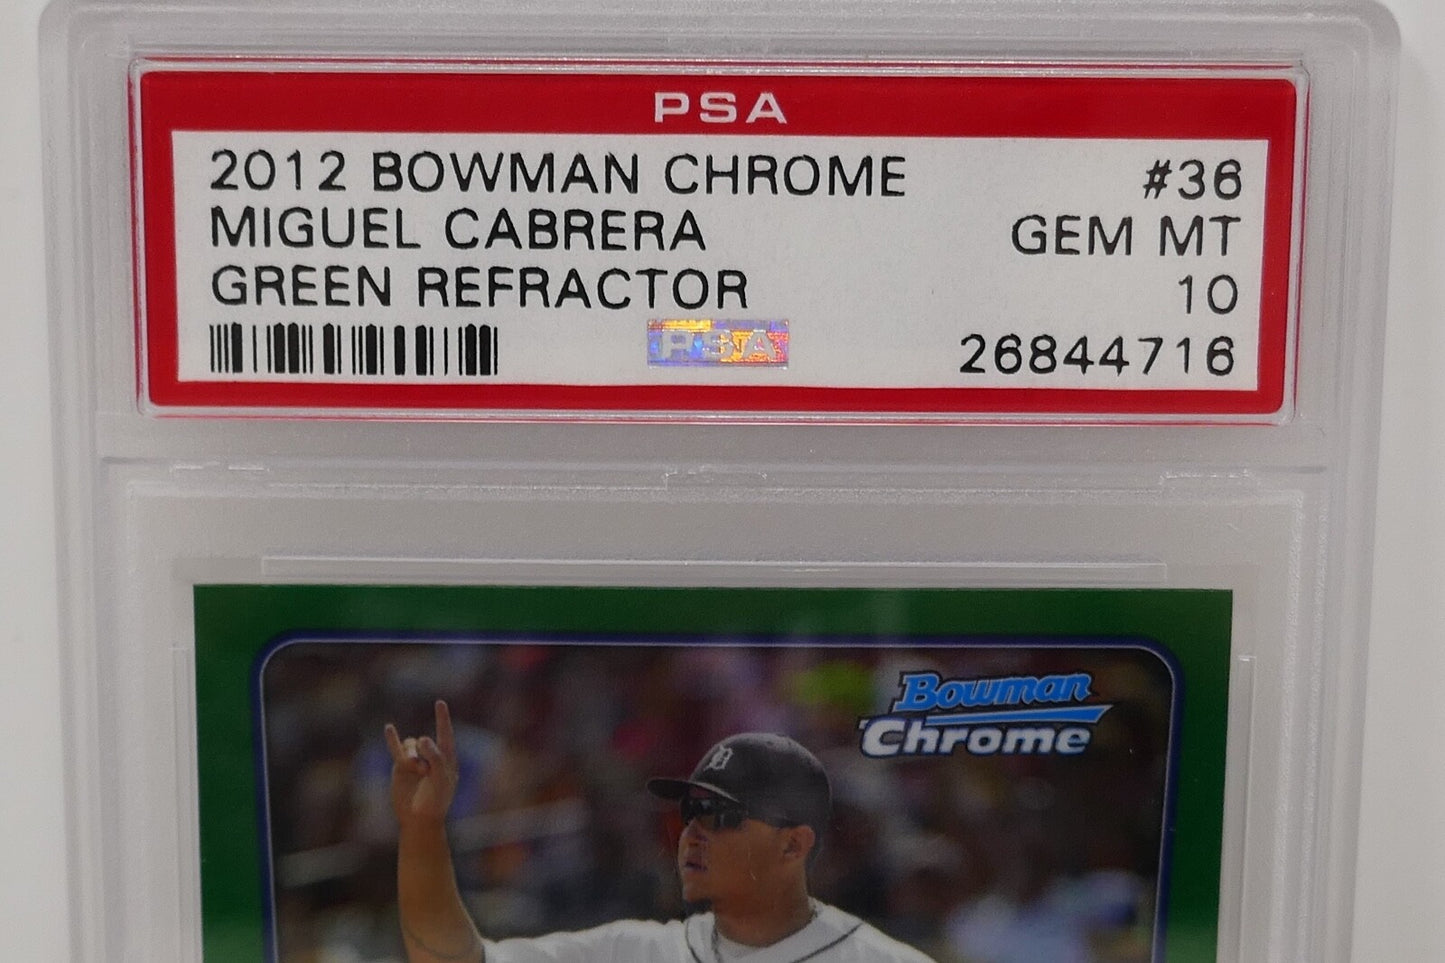 PSA
2012 BOWMAN CHROME #36
MIGUEL CABRERA GEM MT
GREEN REFRACTOR 10
PSA 26844716
Bowman
Chrome
D